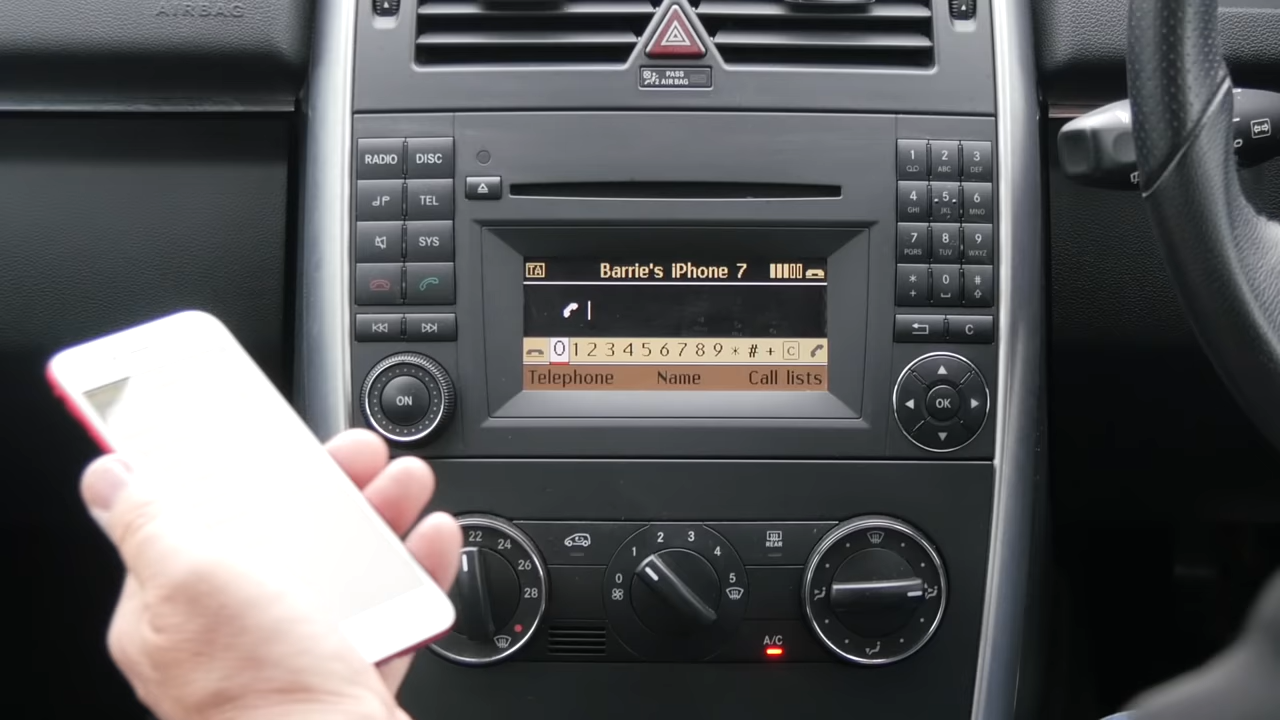 AIRBAG
PASS
AIR BAG
RADIO DISC
TEL
SYS
ON
TA Barrie's iPhone 7
0 1 2 3 4 5 6 7 8 9 * # + C
Telephone Name Call lists
1 2 3
ABC DEF
4 5 6
GHI JKL MNO
7 8 9
PQRS TUV WXYZ
* 0 #
+
C
OK
22 24 26 28
0 1 2 3 4 5
REAR
A/C